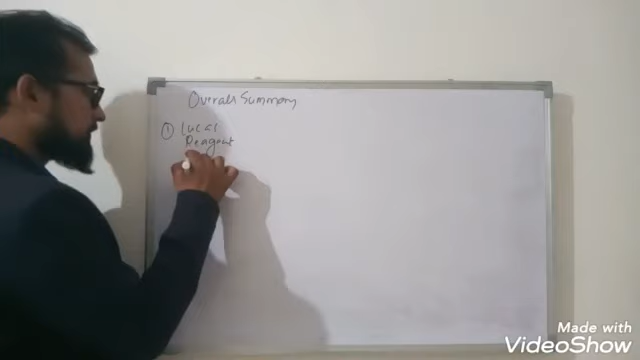 Overall Summary
① Lucas
Reagent
Made with
VideoShow